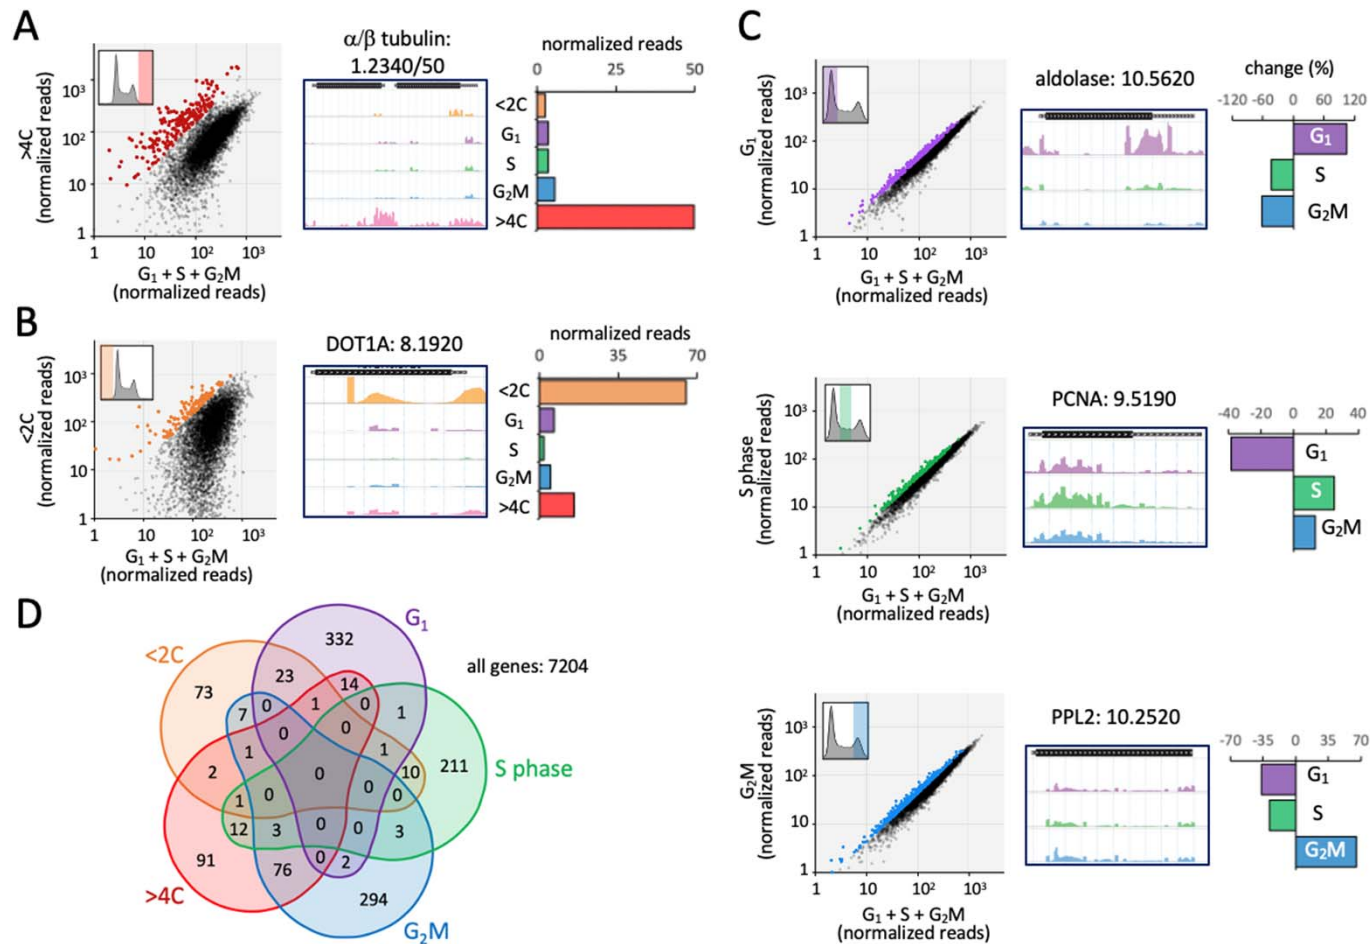 A
α/β tubulin:
1.2340/50
normalized reads
0 25 50
>4C
(normalized reads)
10³
10²
10
1
1 10 10² 10³
G₁ + S + G₂M
(normalized reads)
<2C
G₁
S
G₂M
>4C
B
DOT1A: 8.1920
normalized reads
0 35 70
<2C
(normalized reads)
10³
10²
10
1
1 10 10² 10³
G₁ + S + G₂M
(normalized reads)
<2C
G₁
S
G₂M
>4C
C
aldolase: 10.5620
change (%)
-120 -60 0 60 120
G₁
(normalized reads)
10³
10²
10
1
1 10 10² 10³
G₁ + S + G₂M
(normalized reads)
G₁
S
G₂M
PCNA: 9.5190
-40 -20 0 20 40
S phase
(normalized reads)
10³
10²
10
1
1 10 10² 10³
G₁ + S + G₂M
(normalized reads)
G₁
S
G₂M
PPL2: 10.2520
-70 -35 0 35 70
G₂M
(normalized reads)
10³
10²
10
1
1 10 10² 10³
G₁ + S + G₂M
(normalized reads)
G₁
S
G₂M
D
G₁
<2C
332
all genes: 7204
73 23 14
7 0 1 0 1
0 0
1 1
S phase
2 0 10 211
1 0 0 0
12 3 0 0 3
91 76 0 2
>4C
294
G₂M